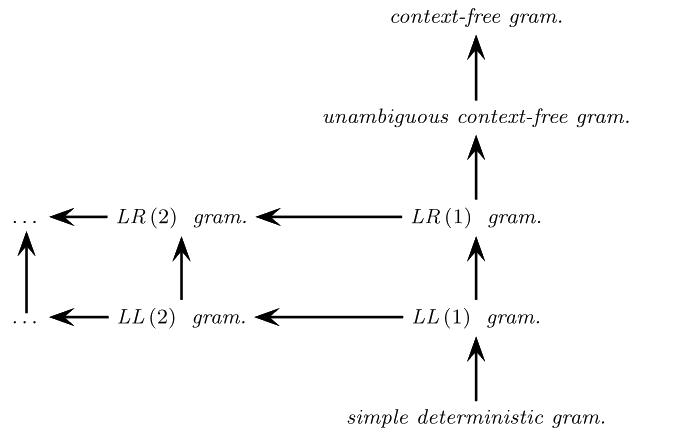 context-free gram.
unambiguous context-free gram.
... LR(2) gram. LR(1) gram.
... LL(2) gram. LL(1) gram.
simple deterministic gram.